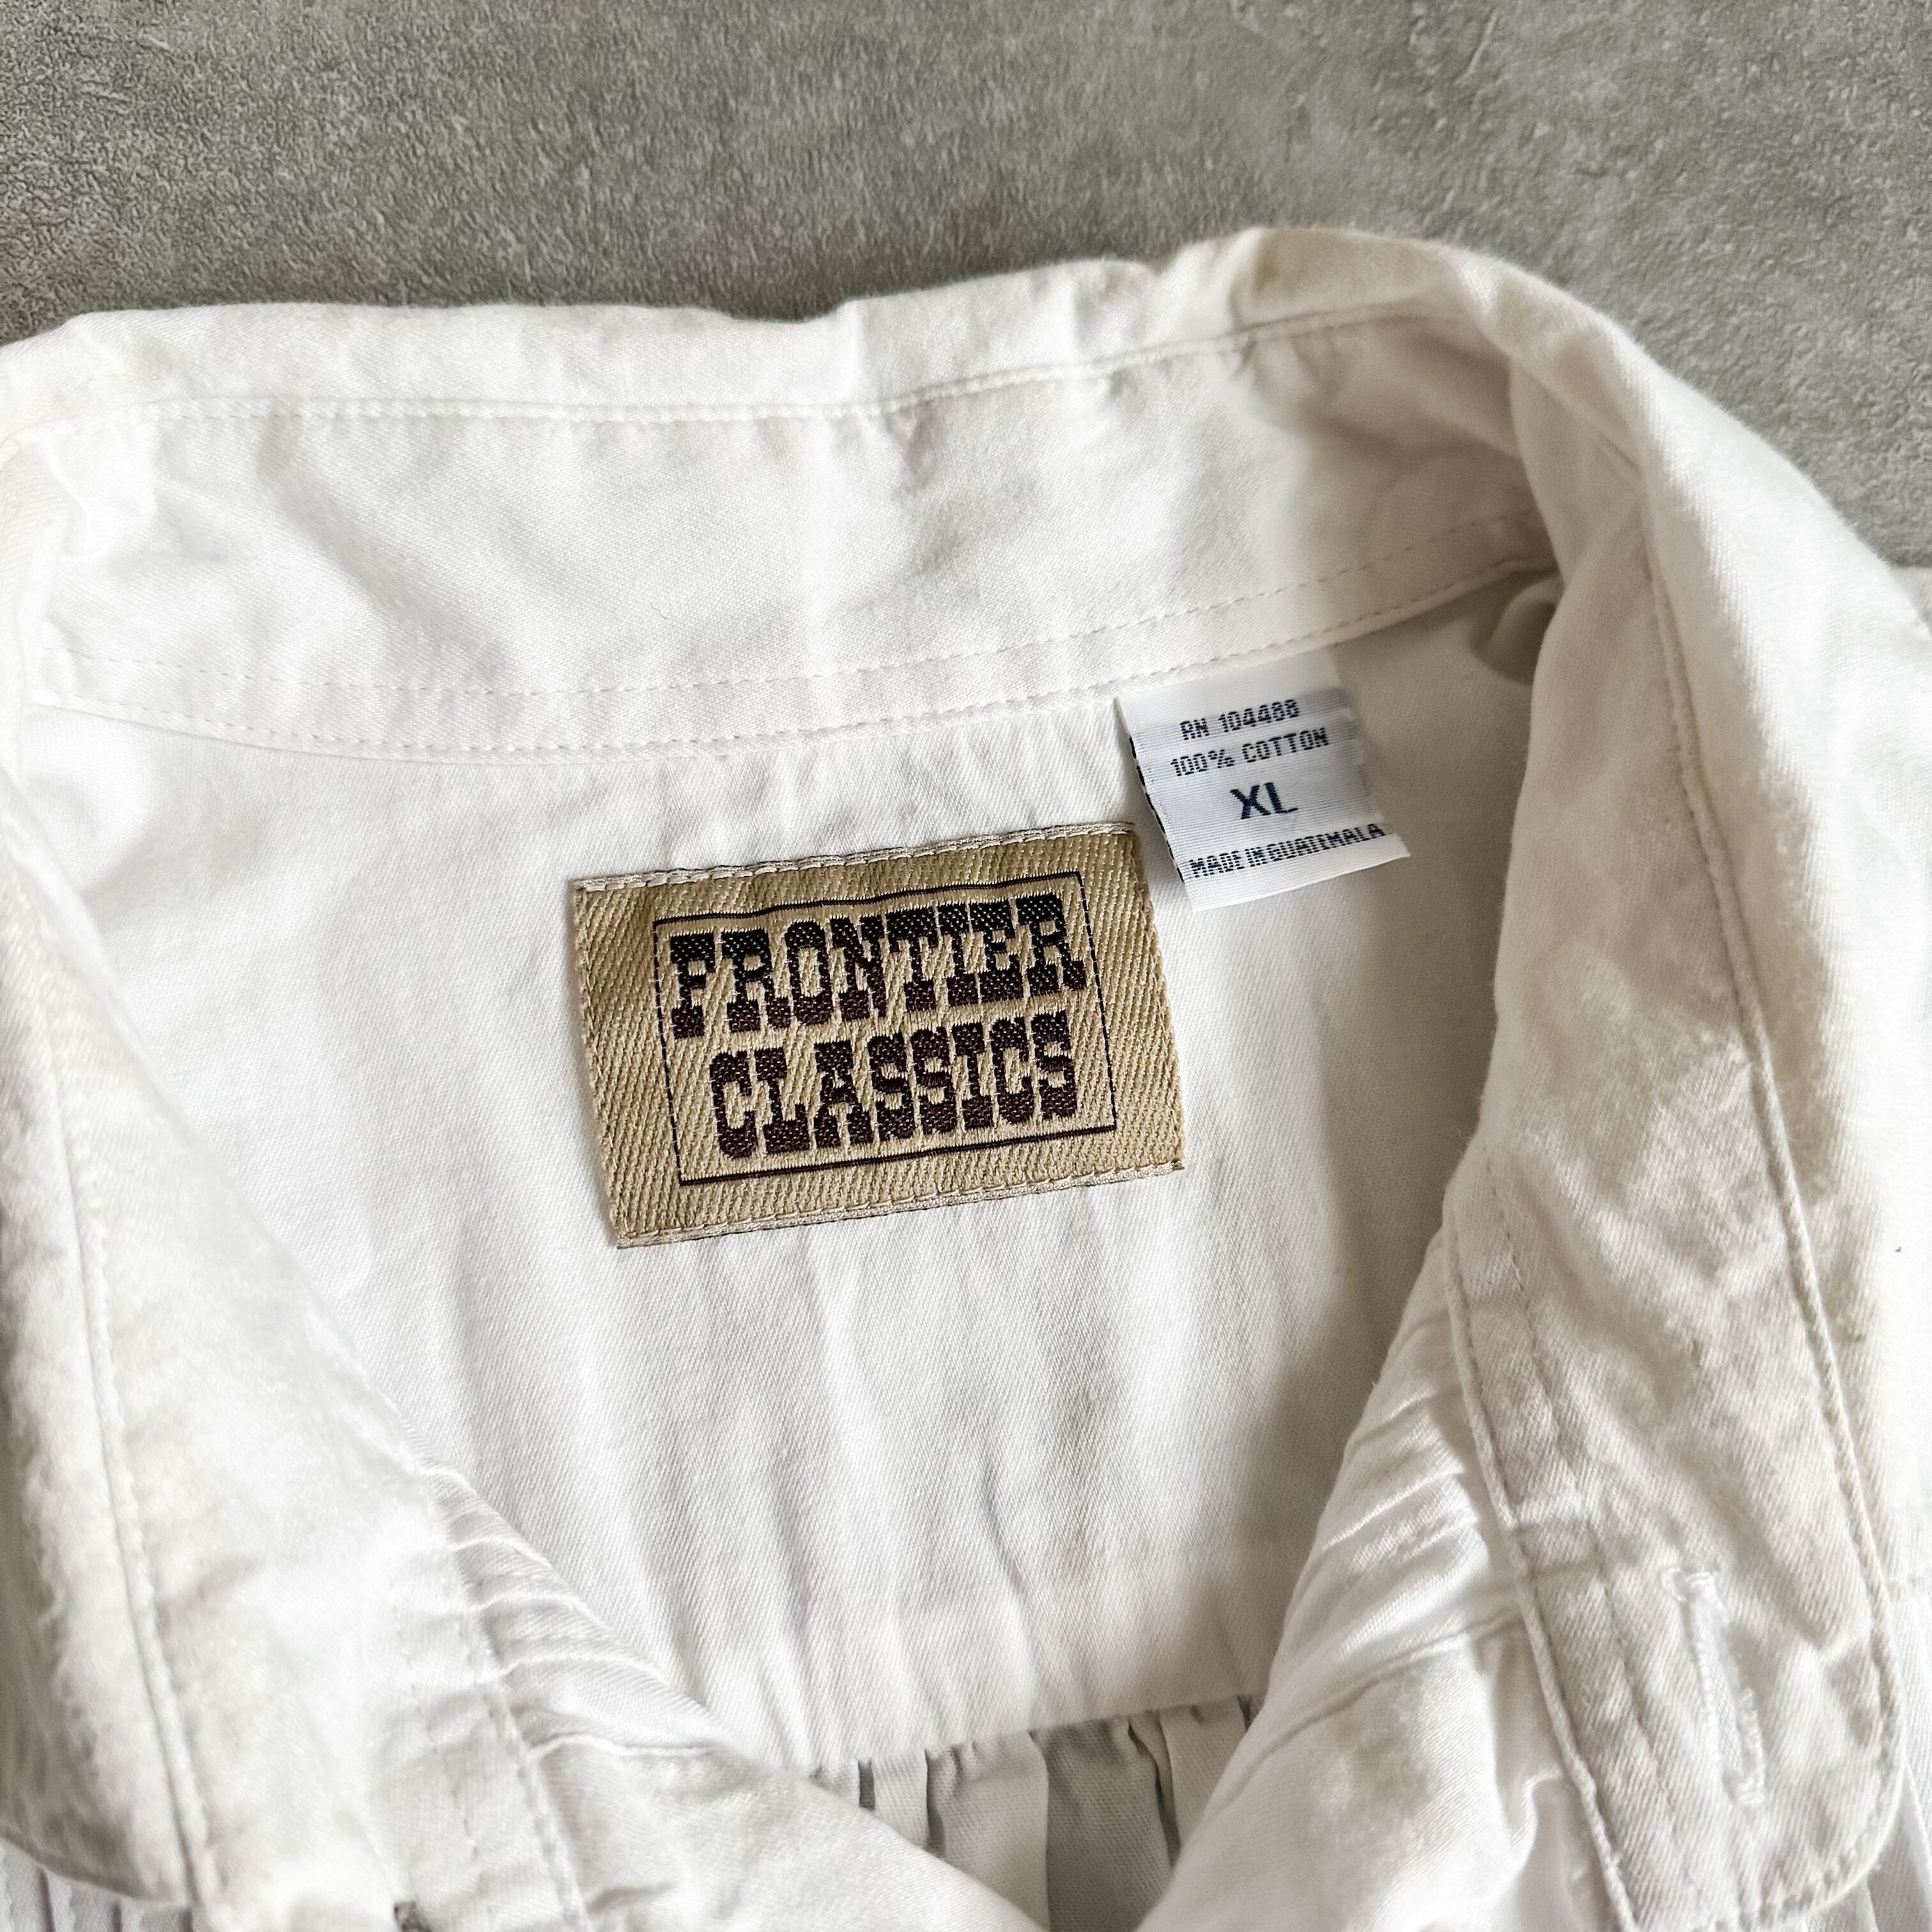 RN 104488
100% COTTON
XL
MADE IN GUATEMALA
FRONTIER
CLASSICS